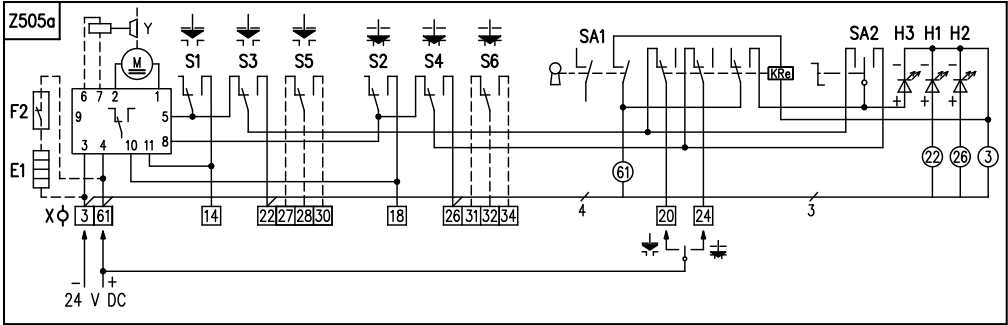 Z505a
Y
M
S1 S3 S5 S2 S4 S6
SA1 SA2 H3 H1 H2
KRe
F2
6 7 2 1
9 5
8
3 4 10 11
E1
61 22 26 3
X 3 61 14 22 27 28 30 18 26 31 32 34 4 20 24 3
− +
24 V DC
− − −
+ + +